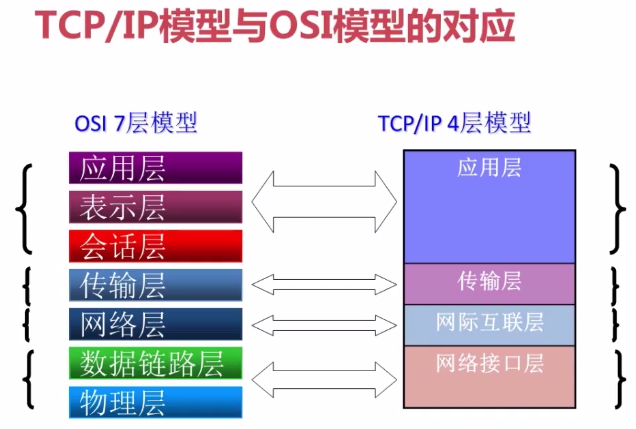 TCP/IP模型与OSI模型的对应
OSI 7层模型
应用层
表示层
会话层
传输层
网络层
数据链路层
物理层
TCP/IP 4层模型
应用层
传输层
网际互联层
网络接口层